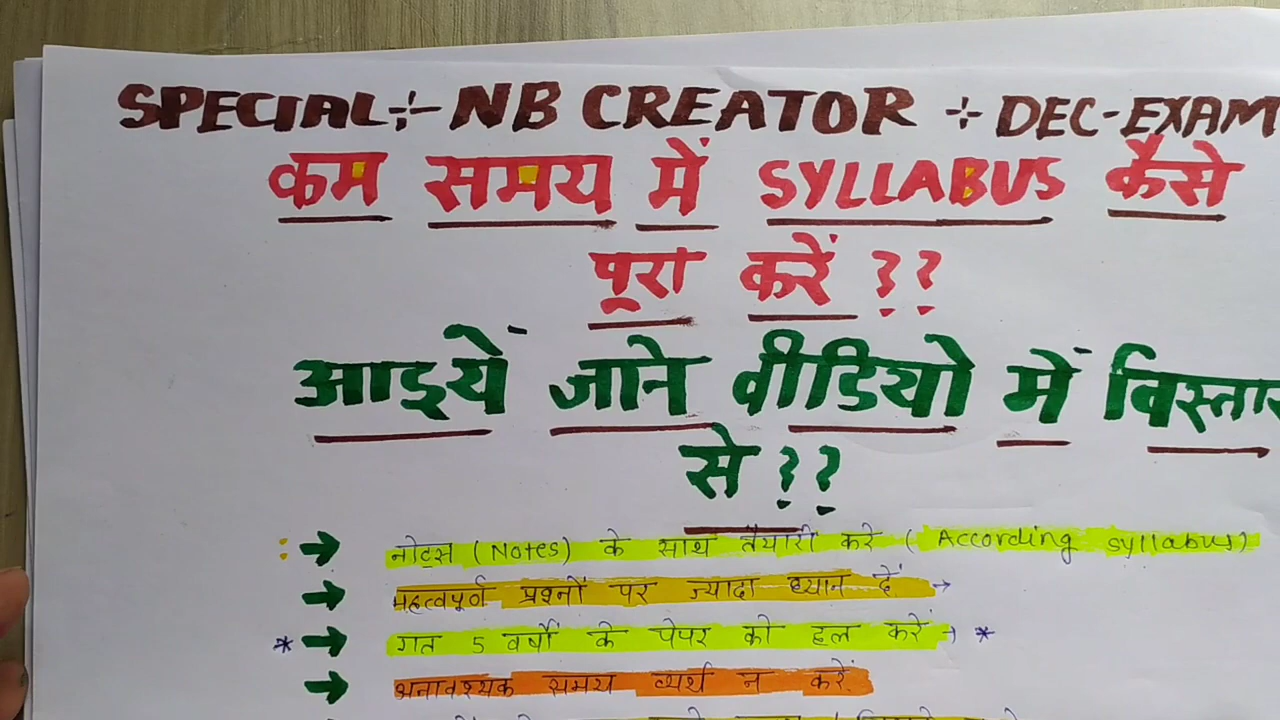 SPECIAL :- NB CREATOR :- DEC-EXAM
कम समय में SYLLABUS कैसे
पूरा करें ??
आइयें जाने वीडियो में विस्तार
से ??
: → नोट्स (Notes) के साथ तैयारी करे ( According syllabus)
→ महत्वपूर्ण प्रश्नों पर ज्यादा ध्यान दें →
* → गत 5 वर्षों के पेपर को हल करें → *
→ अनावश्यक समय व्यर्थ न करें.